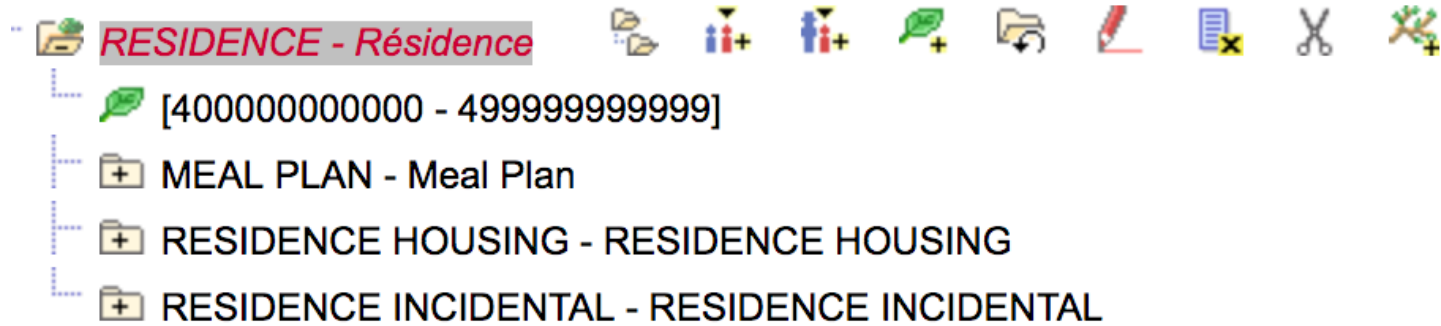 RESIDENCE - Résidence
[400000000000 - 499999999999]
MEAL PLAN - Meal Plan
RESIDENCE HOUSING - RESIDENCE HOUSING
RESIDENCE INCIDENTAL - RESIDENCE INCIDENTAL